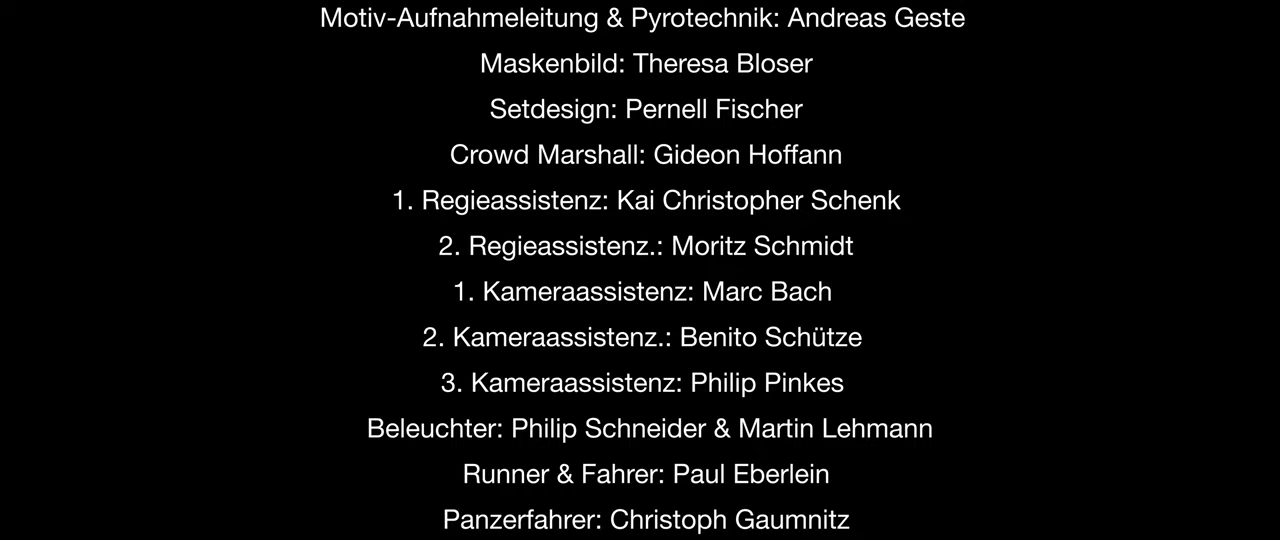 Motiv-Aufnahmeleitung & Pyrotechnik: Andreas Geste
Maskenbild: Theresa Bloser
Setdesign: Pernell Fischer
Crowd Marshall: Gideon Hoffann
1. Regieassistenz: Kai Christopher Schenk
2. Regieassistenz.: Moritz Schmidt
1. Kameraassistenz: Marc Bach
2. Kameraassistenz.: Benito Schütze
3. Kameraassistenz: Philip Pinkes
Beleuchter: Philip Schneider & Martin Lehmann
Runner & Fahrer: Paul Eberlein
Panzerfahrer: Christoph Gaumnitz